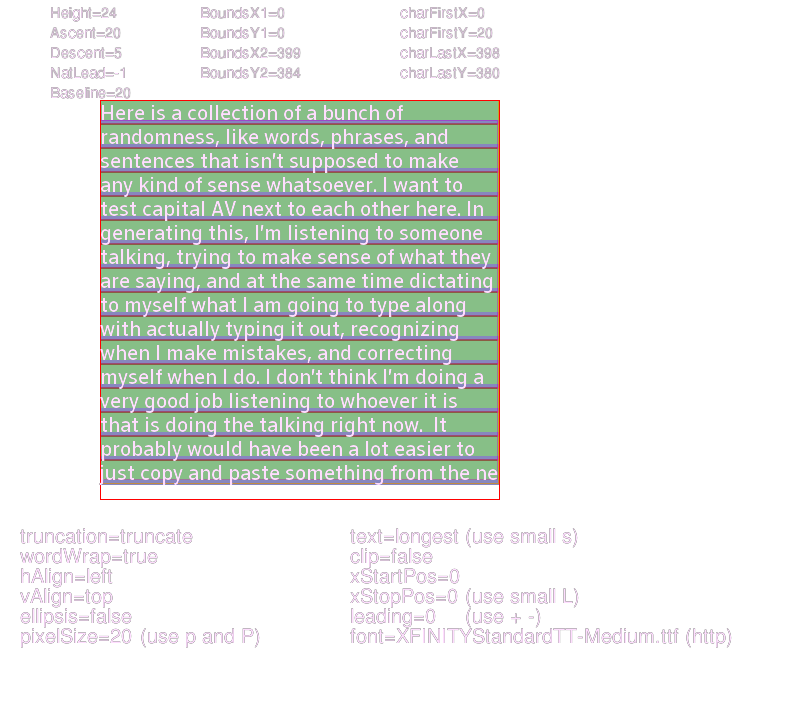 Height=24 BoundsX1=0 charFirstX=0
Ascent=20 BoundsY1=0 charFirstY=20
Descent=5 BoundsX2=399 charLastX=398
NatLead=-1 BoundsY2=384 charLastY=380
Baseline=20
Here is a collection of a bunch of
randomness, like words, phrases, and
sentences that isn't supposed to make
any kind of sense whatsoever. I want to
test capital AV next to each other here. In
generating this, I'm listening to someone
talking, trying to make sense of what they
are saying, and at the same time dictating
to myself what I am going to type along
with actually typing it out, recognizing
when I make mistakes, and correcting
myself when I do. I don't think I'm doing a
very good job listening to whoever it is
that is doing the talking right now.  It
probably would have been a lot easier to
just copy and paste something from the ne
truncation=truncate text=longest (use small s)
wordWrap=true clip=false
hAlign=left xStartPos=0
vAlign=top xStopPos=0 (use small L)
ellipsis=false leading=0 (use + -)
pixelSize=20 (use p and P) font=XFINITYStandardTT-Medium.ttf (http)